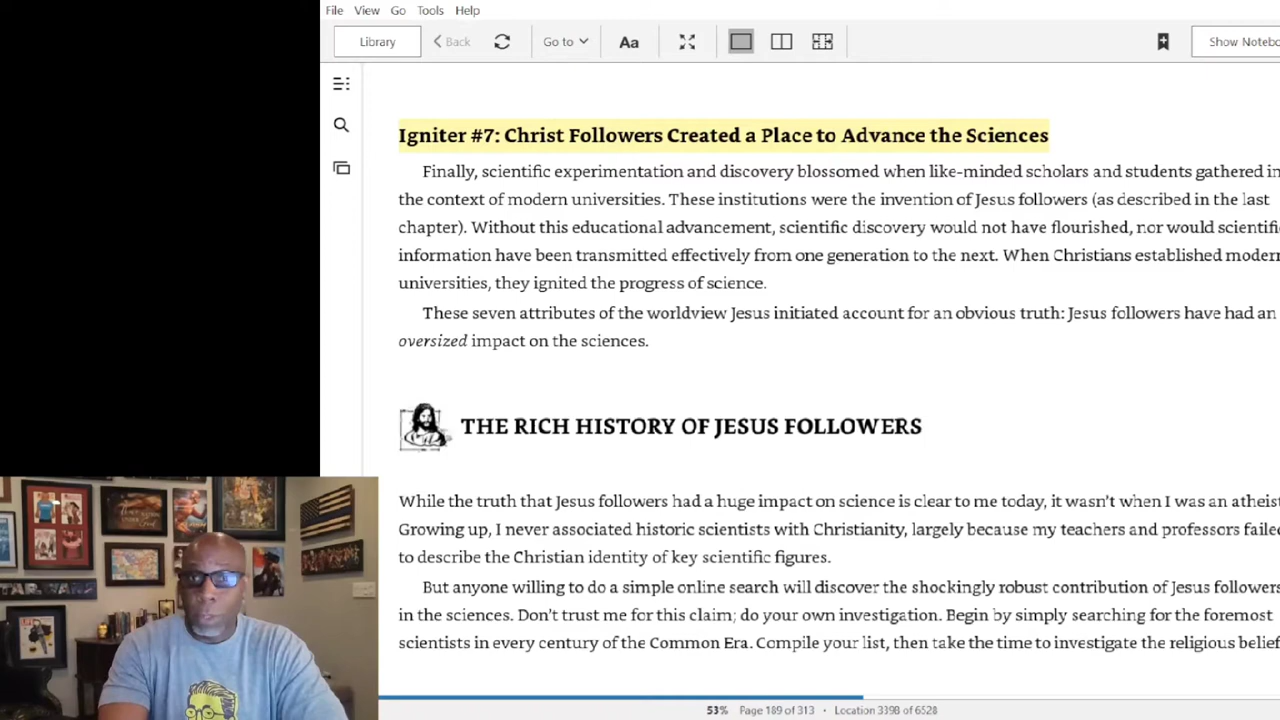 File View Go Tools Help
Library Back Go to Aa Show Notebo
Igniter #7: Christ Followers Created a Place to Advance the Sciences
Finally, scientific experimentation and discovery blossomed when like-minded scholars and students gathered in
the context of modern universities. These institutions were the invention of Jesus followers (as described in the last
chapter). Without this educational advancement, scientific discovery would not have flourished, nor would scientifi
information have been transmitted effectively from one generation to the next. When Christians established moder
universities, they ignited the progress of science.
These seven attributes of the worldview Jesus initiated account for an obvious truth: Jesus followers have had an
oversized impact on the sciences.
THE RICH HISTORY OF JESUS FOLLOWERS
While the truth that Jesus followers had a huge impact on science is clear to me today, it wasn't when I was an atheis
Growing up, I never associated historic scientists with Christianity, largely because my teachers and professors failed
to describe the Christian identity of key scientific figures.
But anyone willing to do a simple online search will discover the shockingly robust contribution of Jesus followers
in the sciences. Don't trust me for this claim; do your own investigation. Begin by simply searching for the foremost
scientists in every century of the Common Era. Compile your list, then take the time to investigate the religious belief
53% Page 189 of 313 • Location 3398 of 6528